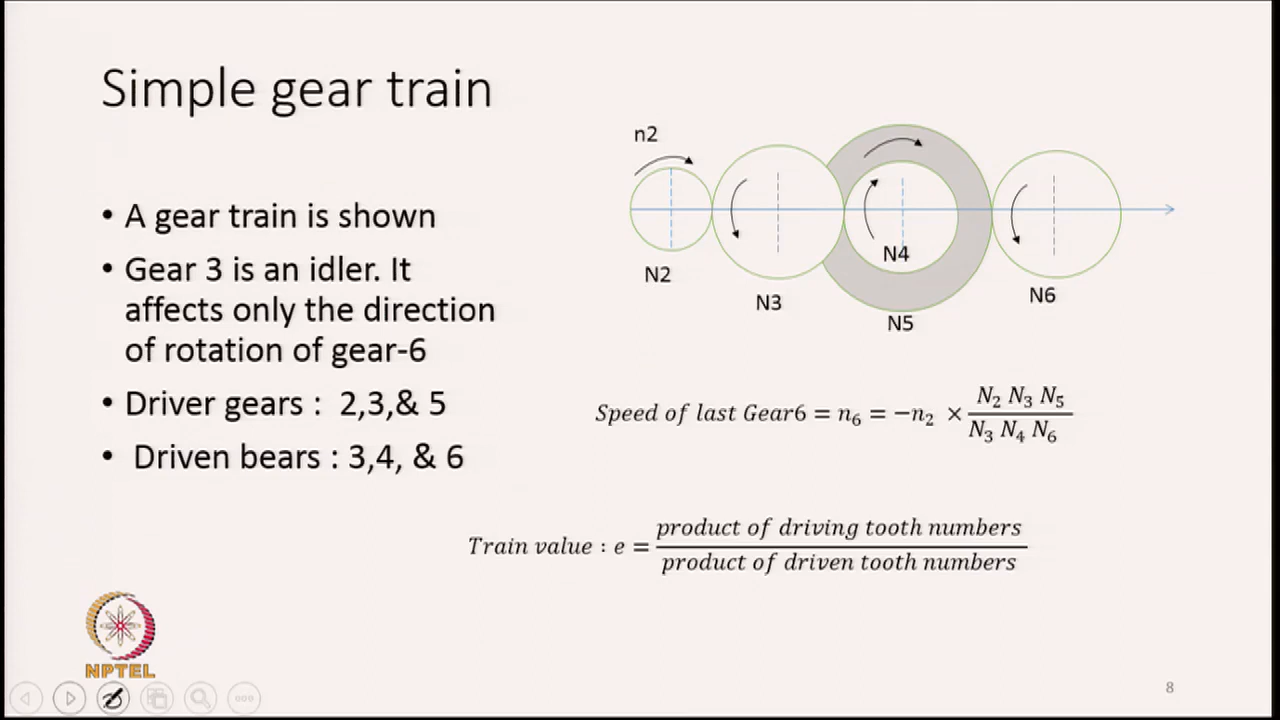 Simple gear train
• A gear train is shown
• Gear 3 is an idler. It
affects only the direction
of rotation of gear-6
• Driver gears : 2,3,& 5
• Driven bears : 3,4, & 6
n2
N2
N3
N4
N5
N6
Speed of last Gear6 = n₆ = −n₂ × N₂ N₃ N₅ / N₃ N₄ N₆
Train value : e = product of driving tooth numbers / product of driven tooth numbers
NPTEL
8